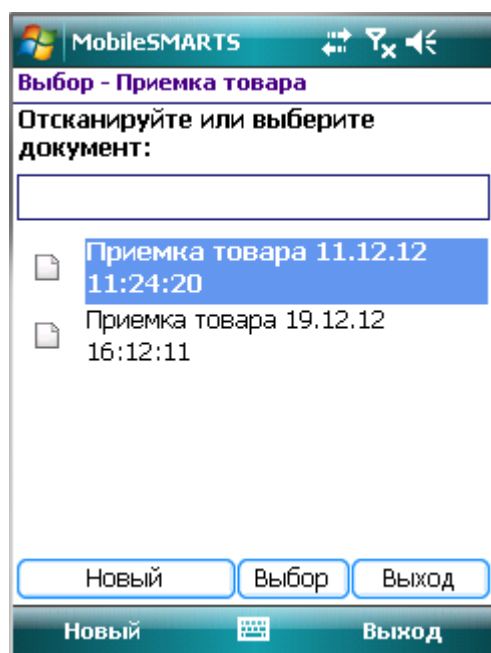 MobileSMARTS
Выбор - Приемка товара
Отсканируйте или выберите
документ:
Приемка товара 11.12.12
11:24:20
Приемка товара 19.12.12
16:12:11
Новый Выбор Выход
Новый Выход